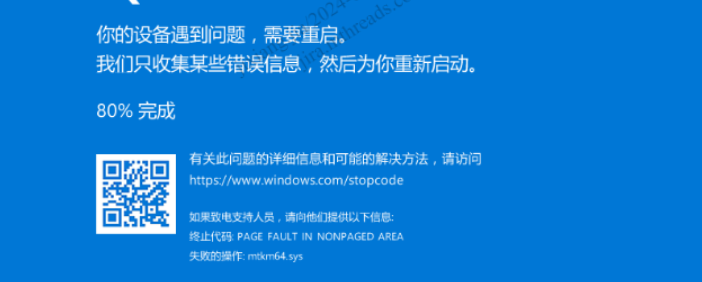 你的设备遇到问题，需要重启。
我们只收集某些错误信息，然后为你重新启动。
80% 完成
有关此问题的详细信息和可能的解决方法，请访问
https://www.windows.com/stopcode
如果致电支持人员，请向他们提供以下信息:
终止代码: PAGE FAULT IN NONPAGED AREA
失败的操作: mtkm64.sys